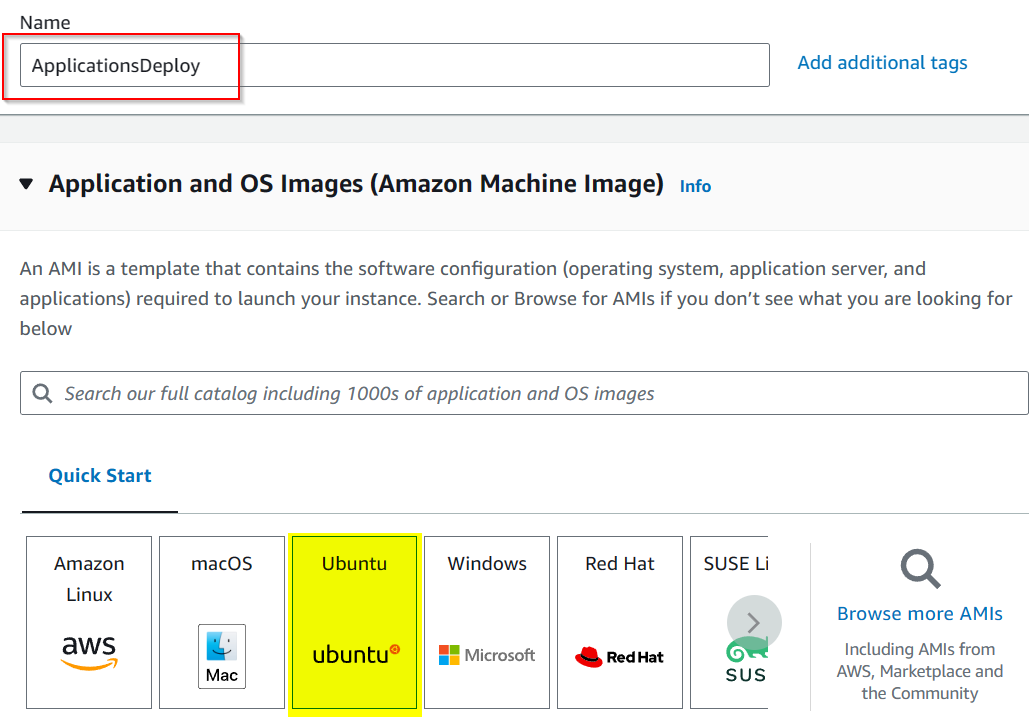 Name
ApplicationsDeploy
Add additional tags
Application and OS Images (Amazon Machine Image) Info
An AMI is a template that contains the software configuration (operating system, application server, and
applications) required to launch your instance. Search or Browse for AMIs if you don’t see what you are looking for
below
Search our full catalog including 1000s of application and OS images
Quick Start
Amazon
Linux
aws
macOS
Mac
Ubuntu
ubuntu
Windows
Microsoft
Red Hat
Red Hat
SUSE Li
SUS
Browse more AMIs
Including AMIs from
AWS, Marketplace and
the Community